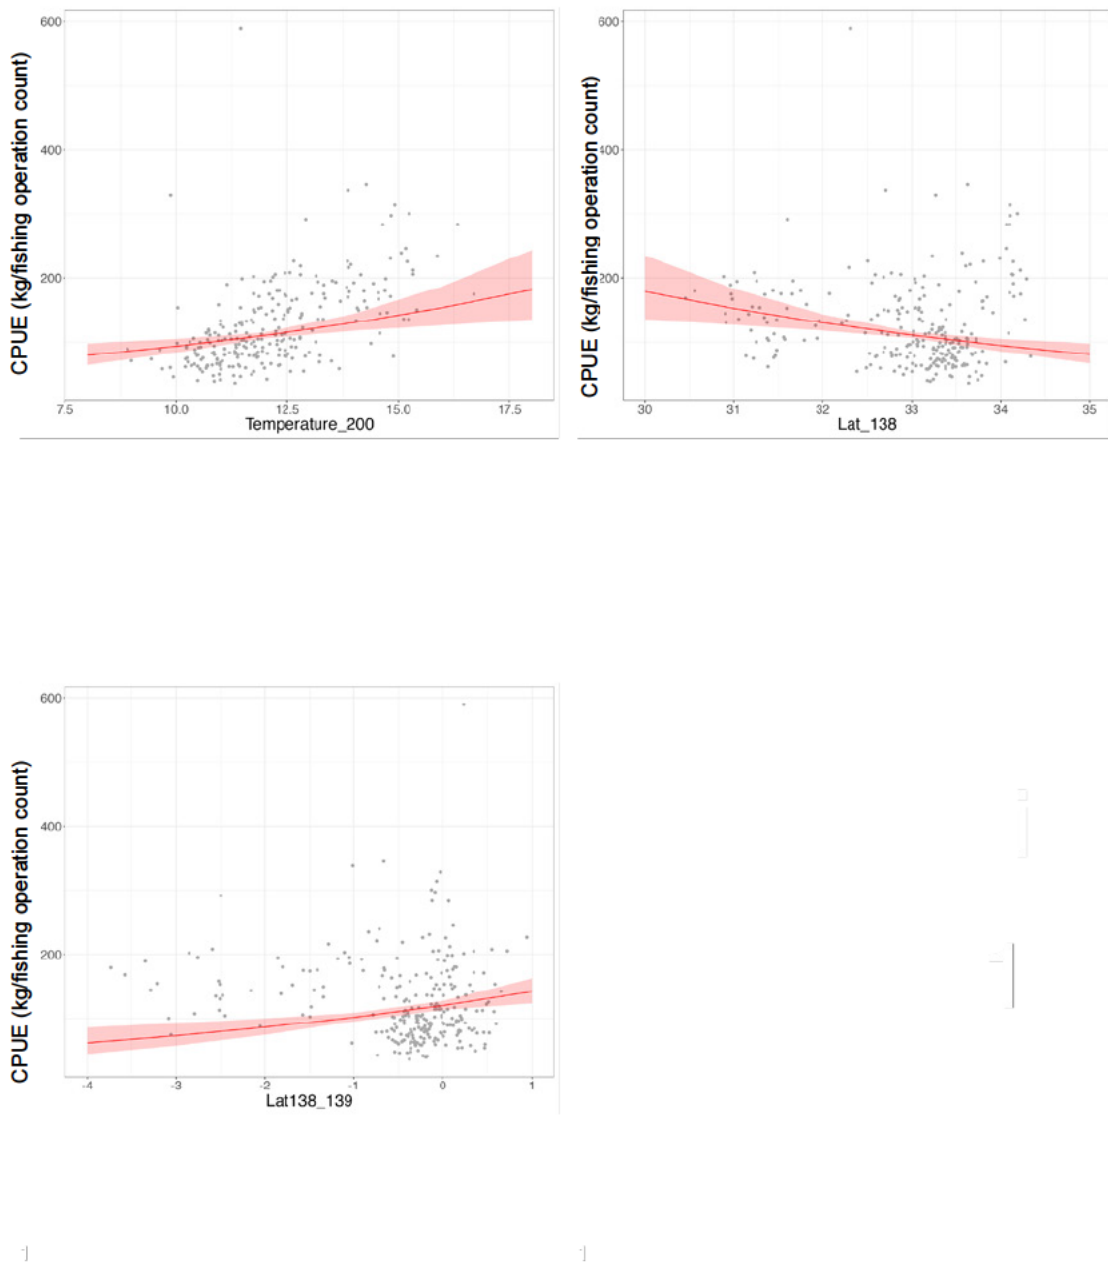 CPUE (kg/fishing operation count)
600
400
200
7.5 10.0 12.5 15.0 17.5
Temperature_200
CPUE (kg/fishing operation count)
600
400
200
30 31 32 33 34 35
Lat_138
CPUE (kg/fishing operation count)
600
400
200
-4 -3 -2 -1 0 1
Lat138_139